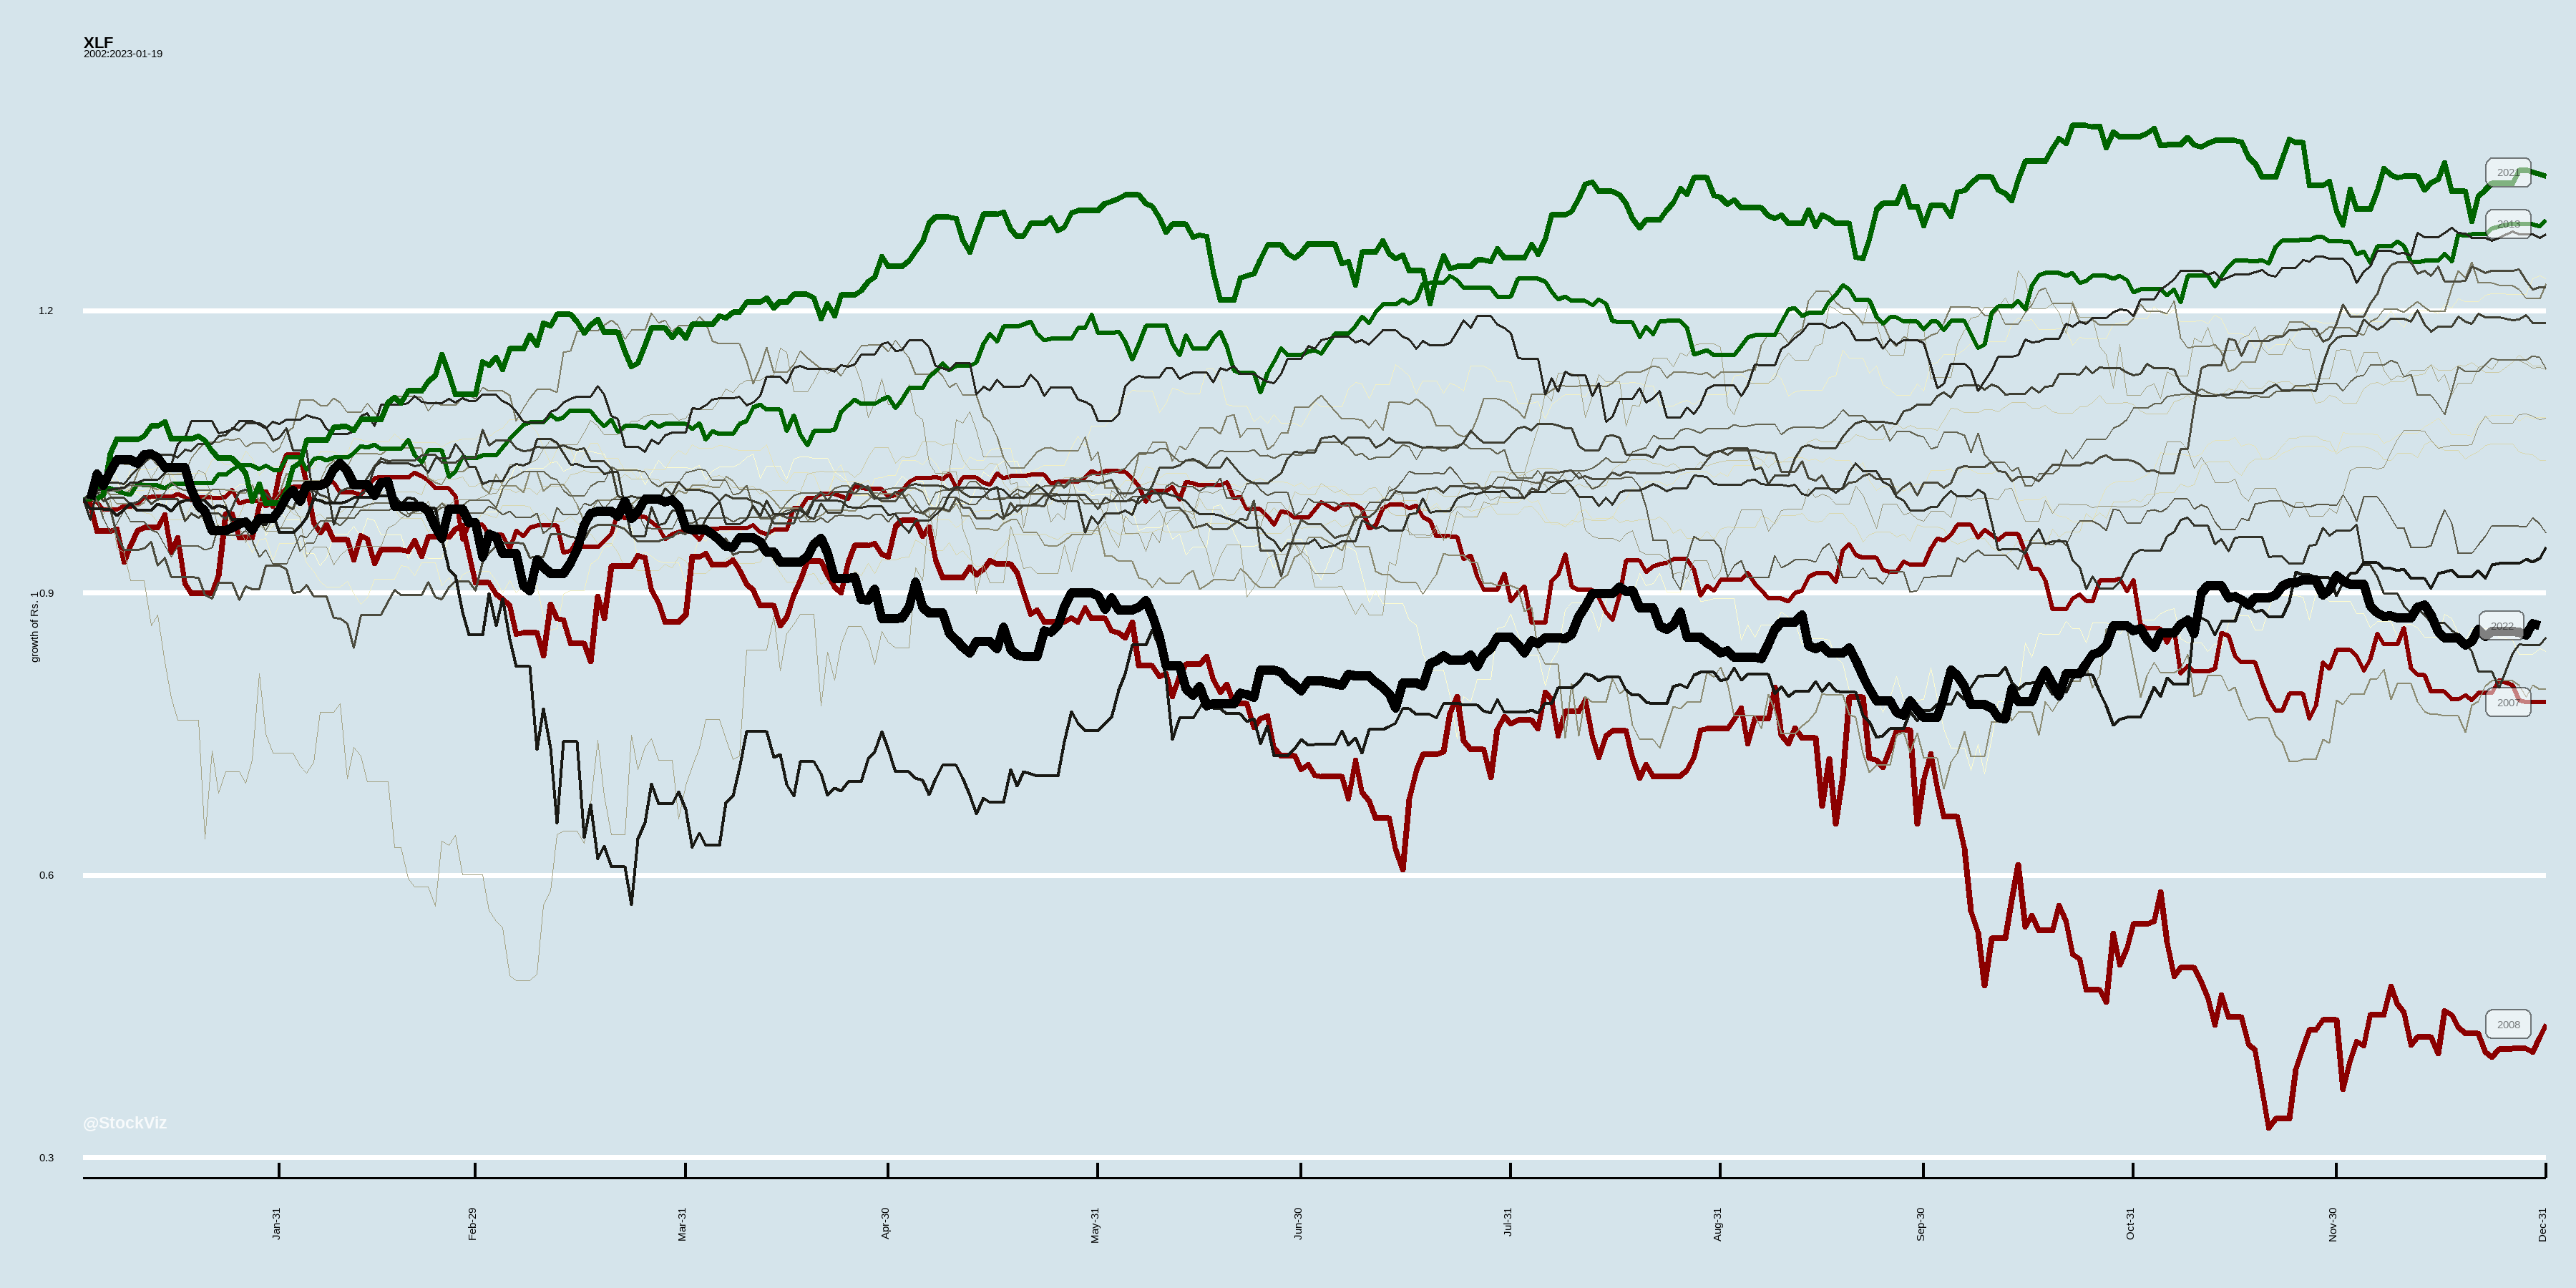 XLF
2002:2023-01-19
2021
2013
1.2
0.9
growth of Rs. 1
2022
2007
0.6
2008
@StockViz
0.3
Jan-31
Feb-29
Mar-31
Apr-30
May-31
Jun-30
Jul-31
Aug-31
Sep-30
Oct-31
Nov-30
Dec-31